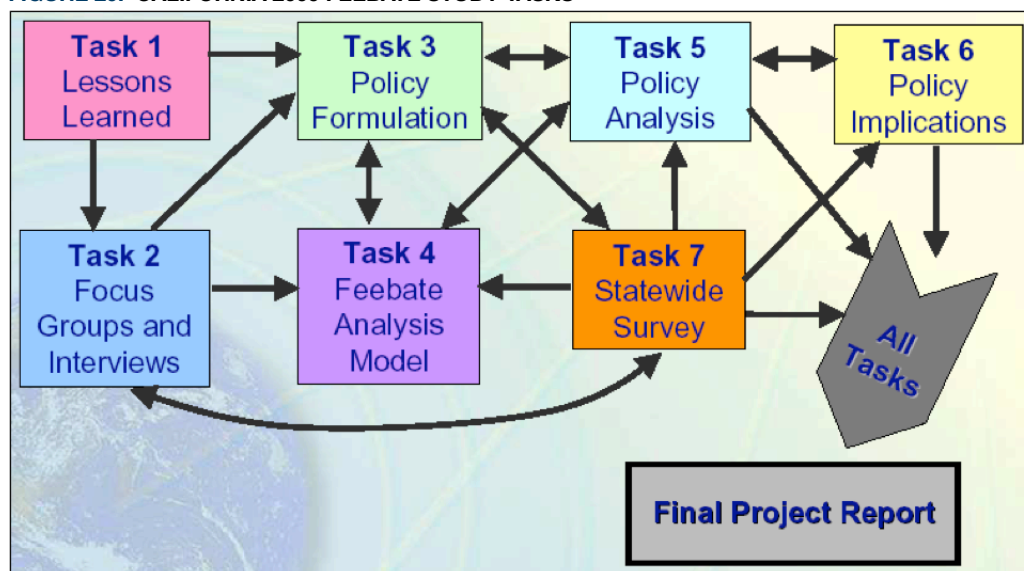 Task 1
Lessons
Learned
Task 3
Policy
Formulation
Task 5
Policy
Analysis
Task 6
Policy
Implications
Task 2
Focus
Groups and
Interviews
Task 4
Feebate
Analysis
Model
Task 7
Statewide
Survey
All
Tasks
Final Project Report